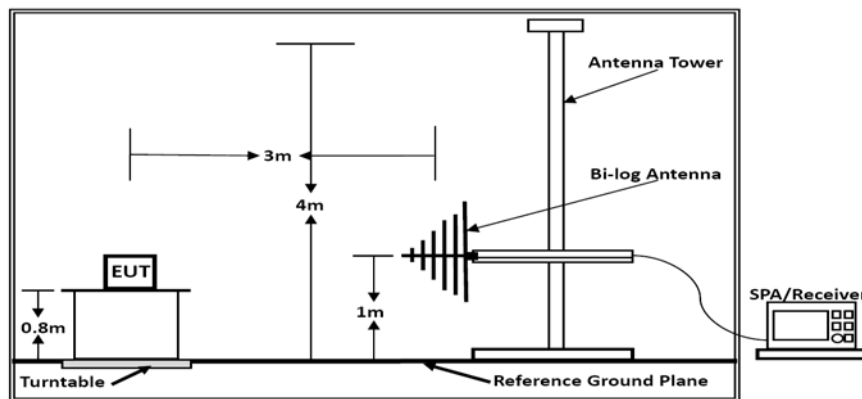 Antenna Tower
3m
Bi-log Antenna
4m
EUT
SPA/Receiver
0.8m
1m
Turntable
Reference Ground Plane